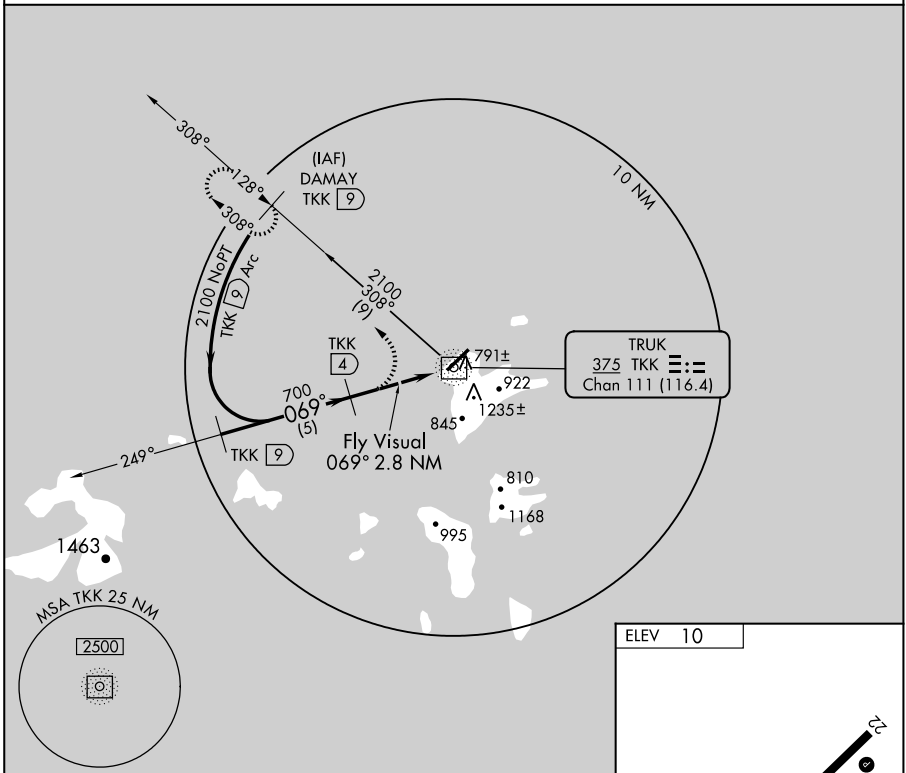 308°
(IAF)
DAMAY
TKK 9
128°
308°
10 NM
2100 NoPT
TKK 9 Arc
2100
308°
(9)
TKK
4
791±
TRUK
375 TKK
Chan 111 (116.4)
922
1235±
845
700
069°
(5)
Fly Visual
069° 2.8 NM
TKK 9
249°
810
1168
995
1463
MSA TKK 25 NM
2500
ELEV 10
22
P